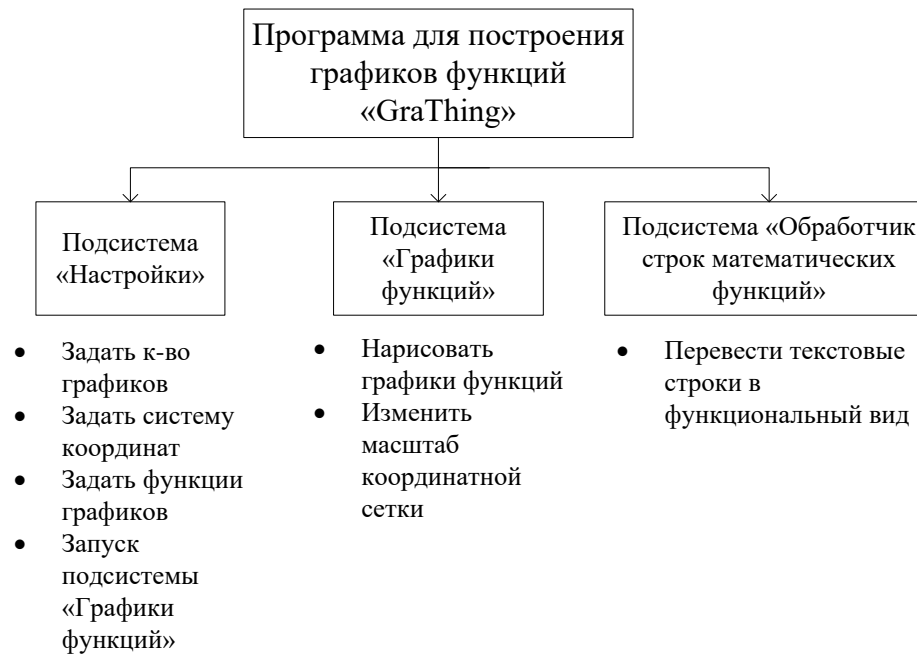 Программа для построения
графиков функций
«GraThing»
Подсистема
«Настройки»
Подсистема
«Графики
функций»
Подсистема «Обработчик
строк математических
функций»
• Задать к-во
графиков
• Задать систему
координат
• Задать функции
графиков
• Запуск
подсистемы
«Графики
функций»
• Нарисовать
графики функций
• Изменить
масштаб
координатной
сетки
• Перевести текстовые
строки в
функциональный вид